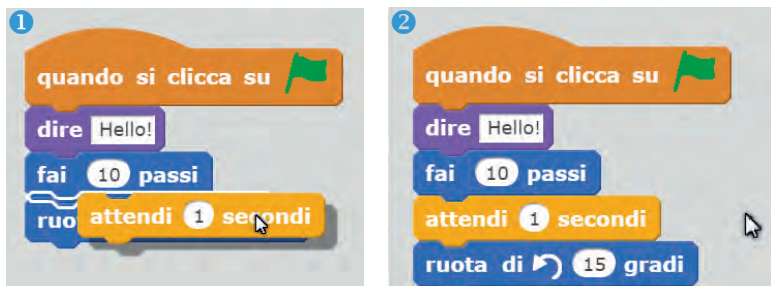 1
quando si clicca su
dire Hello!
fai 10 passi
ruo
attendi 1 secondi
2
quando si clicca su
dire Hello!
fai 10 passi
attendi 1 secondi
ruota di 15 gradi